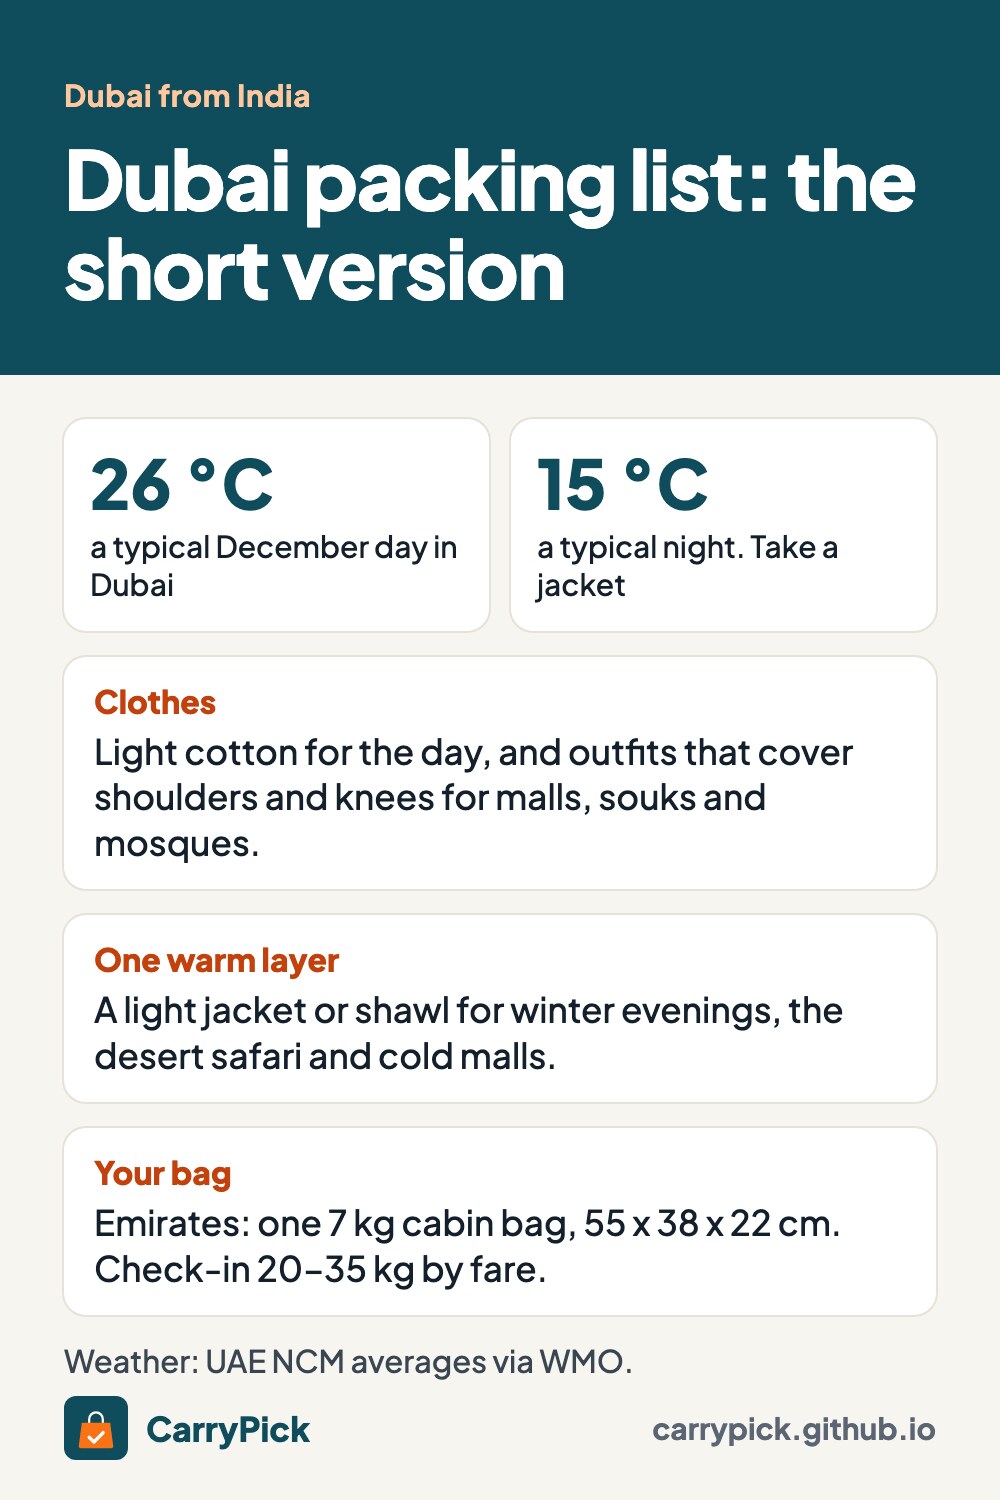 Dubai from India
Dubai packing list: the
short version
26 °C
a typical December day in
Dubai
15 °C
a typical night. Take a
jacket
Clothes
Light cotton for the day, and outfits that cover
shoulders and knees for malls, souks and
mosques.
One warm layer
A light jacket or shawl for winter evenings, the
desert safari and cold malls.
Your bag
Emirates: one 7 kg cabin bag, 55 x 38 x 22 cm.
Check-in 20–35 kg by fare.
Weather: UAE NCM averages via WMO.
CarryPick
carrypick.github.io